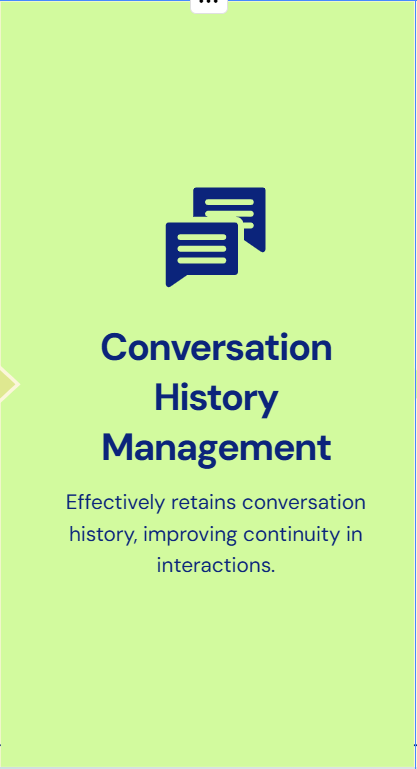 Conversation
History
Management
Effectively retains conversation
history, improving continuity in
interactions.